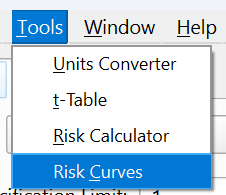 Tools Window Help
Units Converter
t-Table
Risk Calculator
Risk Curves